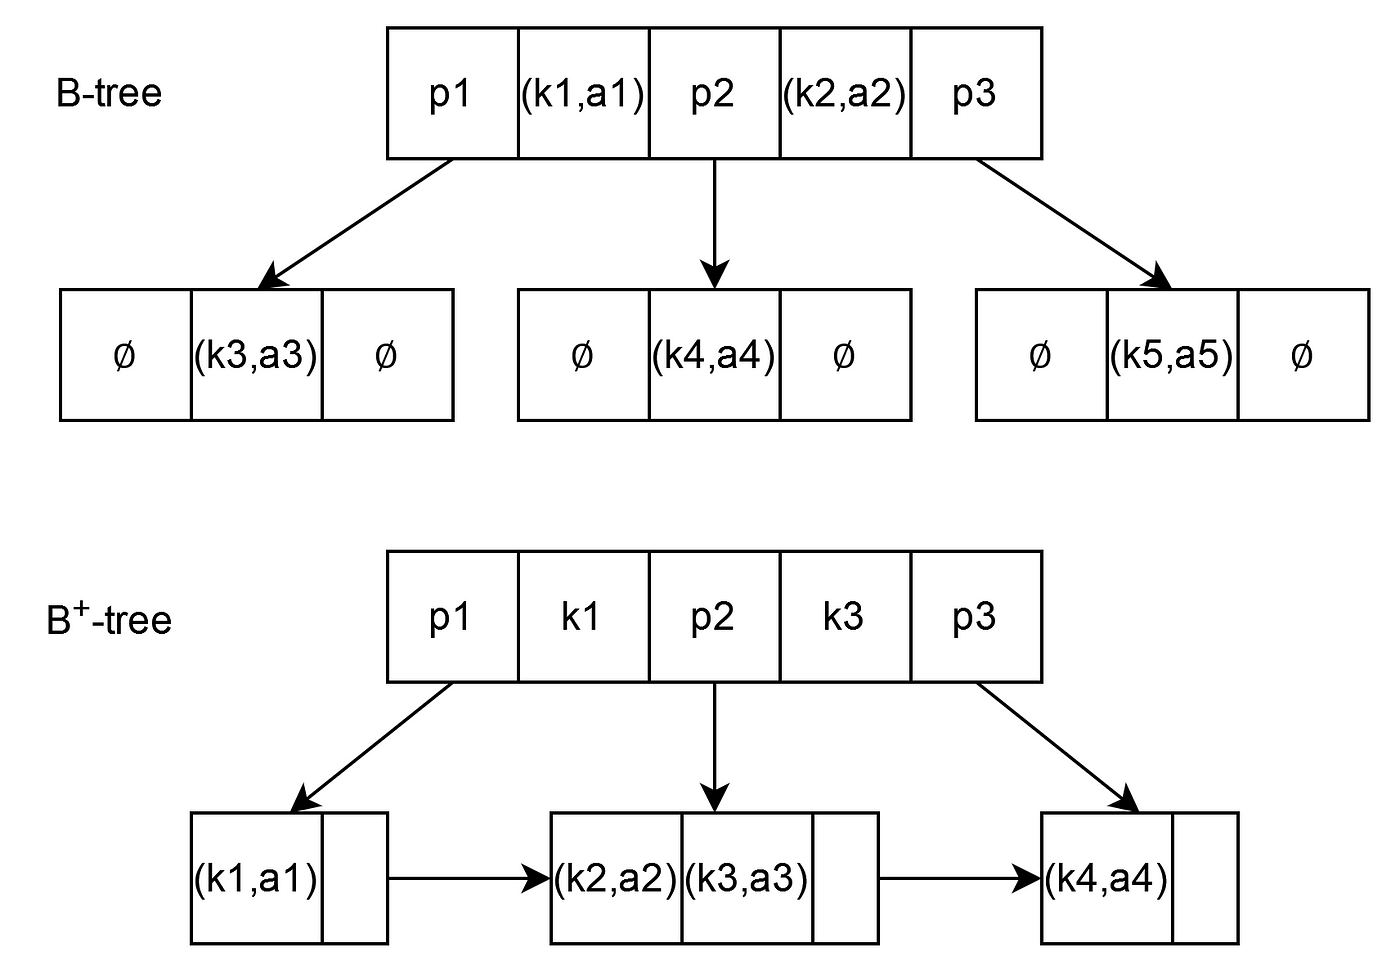 B-tree
p1 (k1,a1) p2 (k2,a2) p3
∅ (k3,a3) ∅ ∅ (k4,a4) ∅ ∅ (k5,a5) ∅
B⁺-tree
p1 k1 p2 k3 p3
(k1,a1) (k2,a2) (k3,a3) (k4,a4)